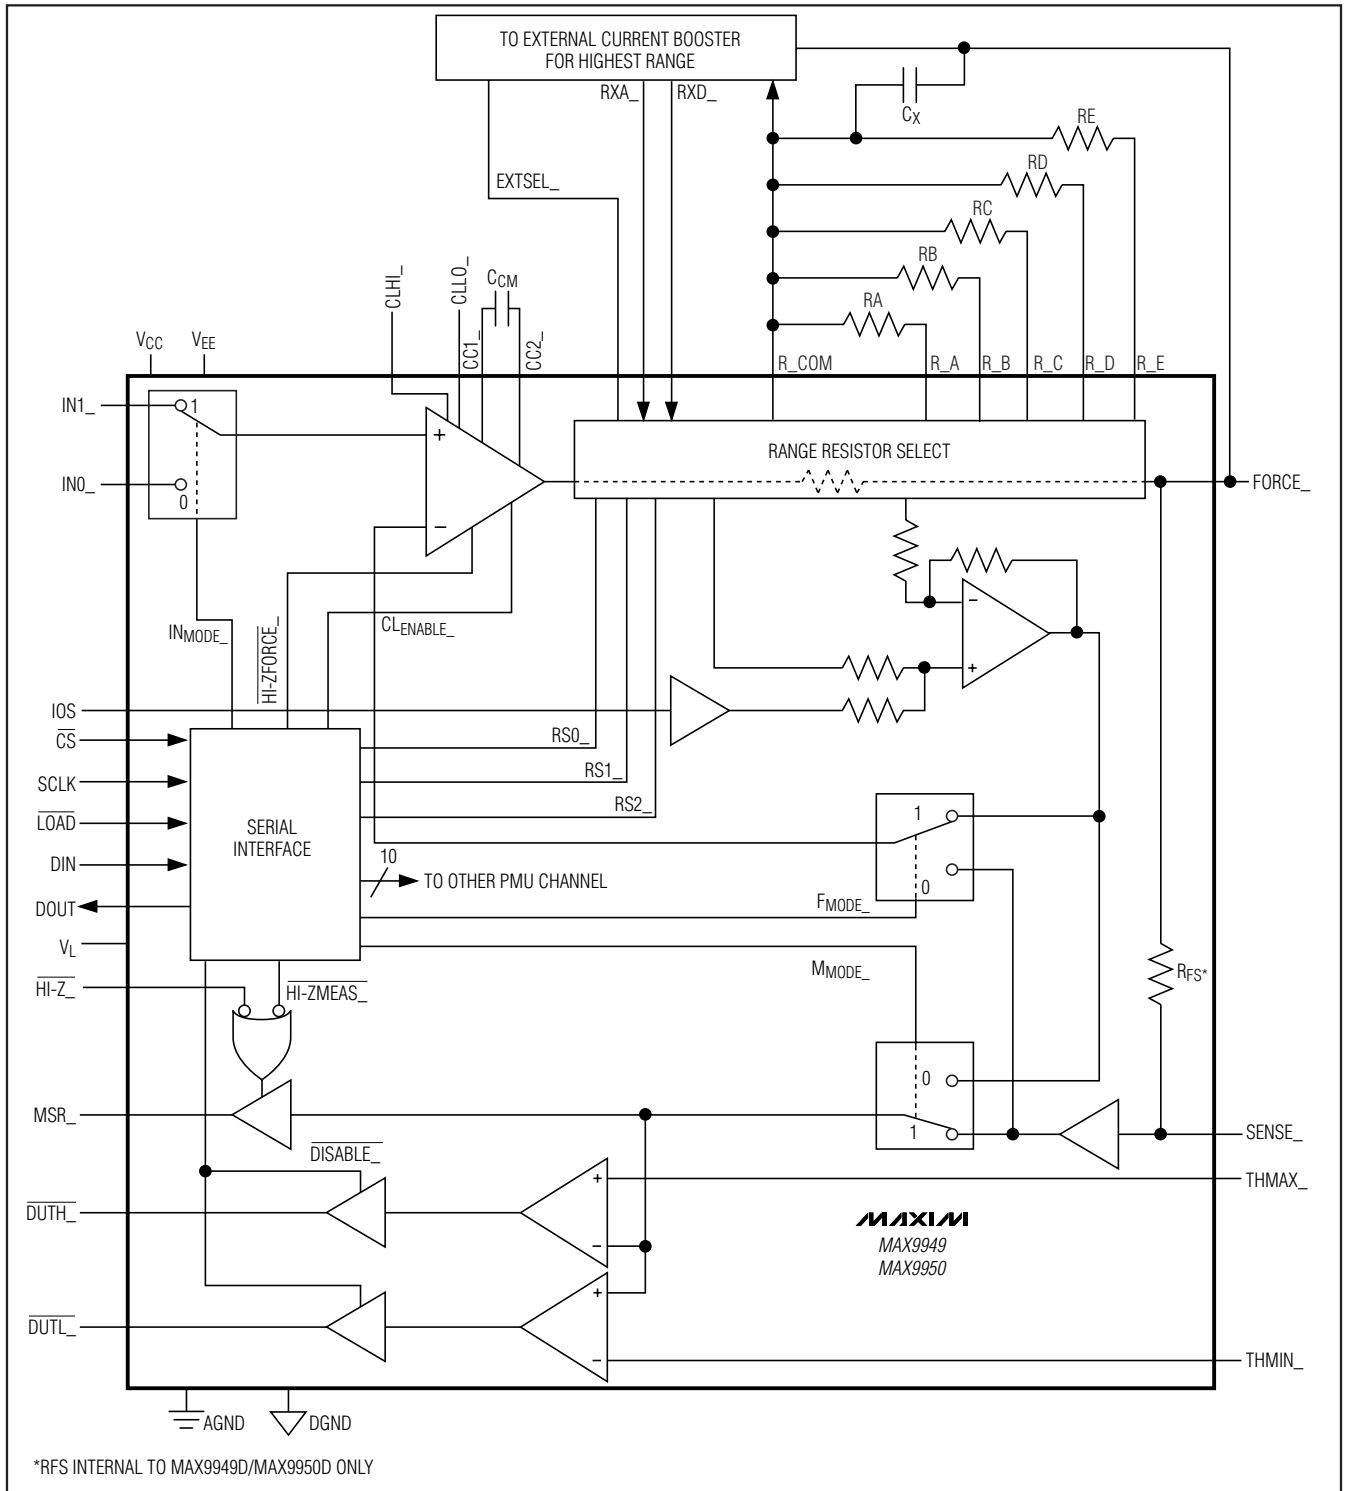 TO EXTERNAL CURRENT BOOSTER
FOR HIGHEST RANGE
RXA_
RXD_
CX
RE
EXTSEL_
RD
RC
RB
RA
CLHI_
CLLO_
CCM
CC1_
CC2_
VCC
VEE
R_COM
R_A
R_B
R_C
R_D
R_E
IN1_
1
+
RANGE RESISTOR SELECT
IN0_
0
−
FORCE_
−
+
INMODE_
HI-ZFORCE_
CLENABLE_
IOS
CS
RS0_
SCLK
RS1_
LOAD
RS2_
1
SERIAL
INTERFACE
DIN
10
TO OTHER PMU CHANNEL
0
DOUT
FMODE_
VL
MMODE_
RFS*
HI-Z_
HI-ZMEAS_
0
MSR_
1
SENSE_
DISABLE_
+
THMAX_
DUTH_
−
MAXIM
MAX9949
MAX9950
+
DUTL_
−
THMIN_
AGND
DGND
*RFS INTERNAL TO MAX9949D/MAX9950D ONLY